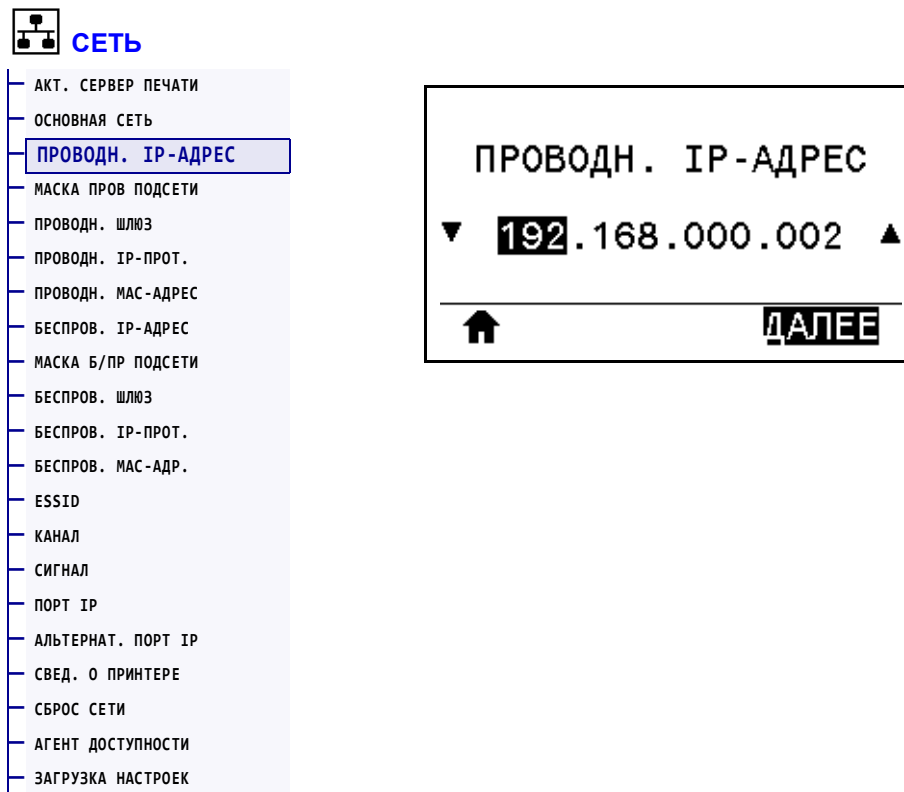 СЕТЬ
АКТ. СЕРВЕР ПЕЧАТИ
ОСНОВНАЯ СЕТЬ
ПРОВОДН. IP-АДРЕС
МАСКА ПРОВ ПОДСЕТИ
ПРОВОДН. ШЛЮЗ
ПРОВОДН. IP-ПРОТ.
ПРОВОДН. MAC-АДРЕС
БЕСПРОВ. IP-АДРЕС
МАСКА Б/ПР ПОДСЕТИ
БЕСПРОВ. ШЛЮЗ
БЕСПРОВ. IP-ПРОТ.
БЕСПРОВ. MAC-АДР.
ESSID
КАНАЛ
СИГНАЛ
ПОРТ IP
АЛЬТЕРНАТ. ПОРТ IP
СВЕД. О ПРИНТЕРЕ
СБРОС СЕТИ
АГЕНТ ДОСТУПНОСТИ
ЗАГРУЗКА НАСТРОЕК
ПРОВОДН. IP-АДРЕС
▼ 192.168.000.002 ▲
ДАЛЕЕ